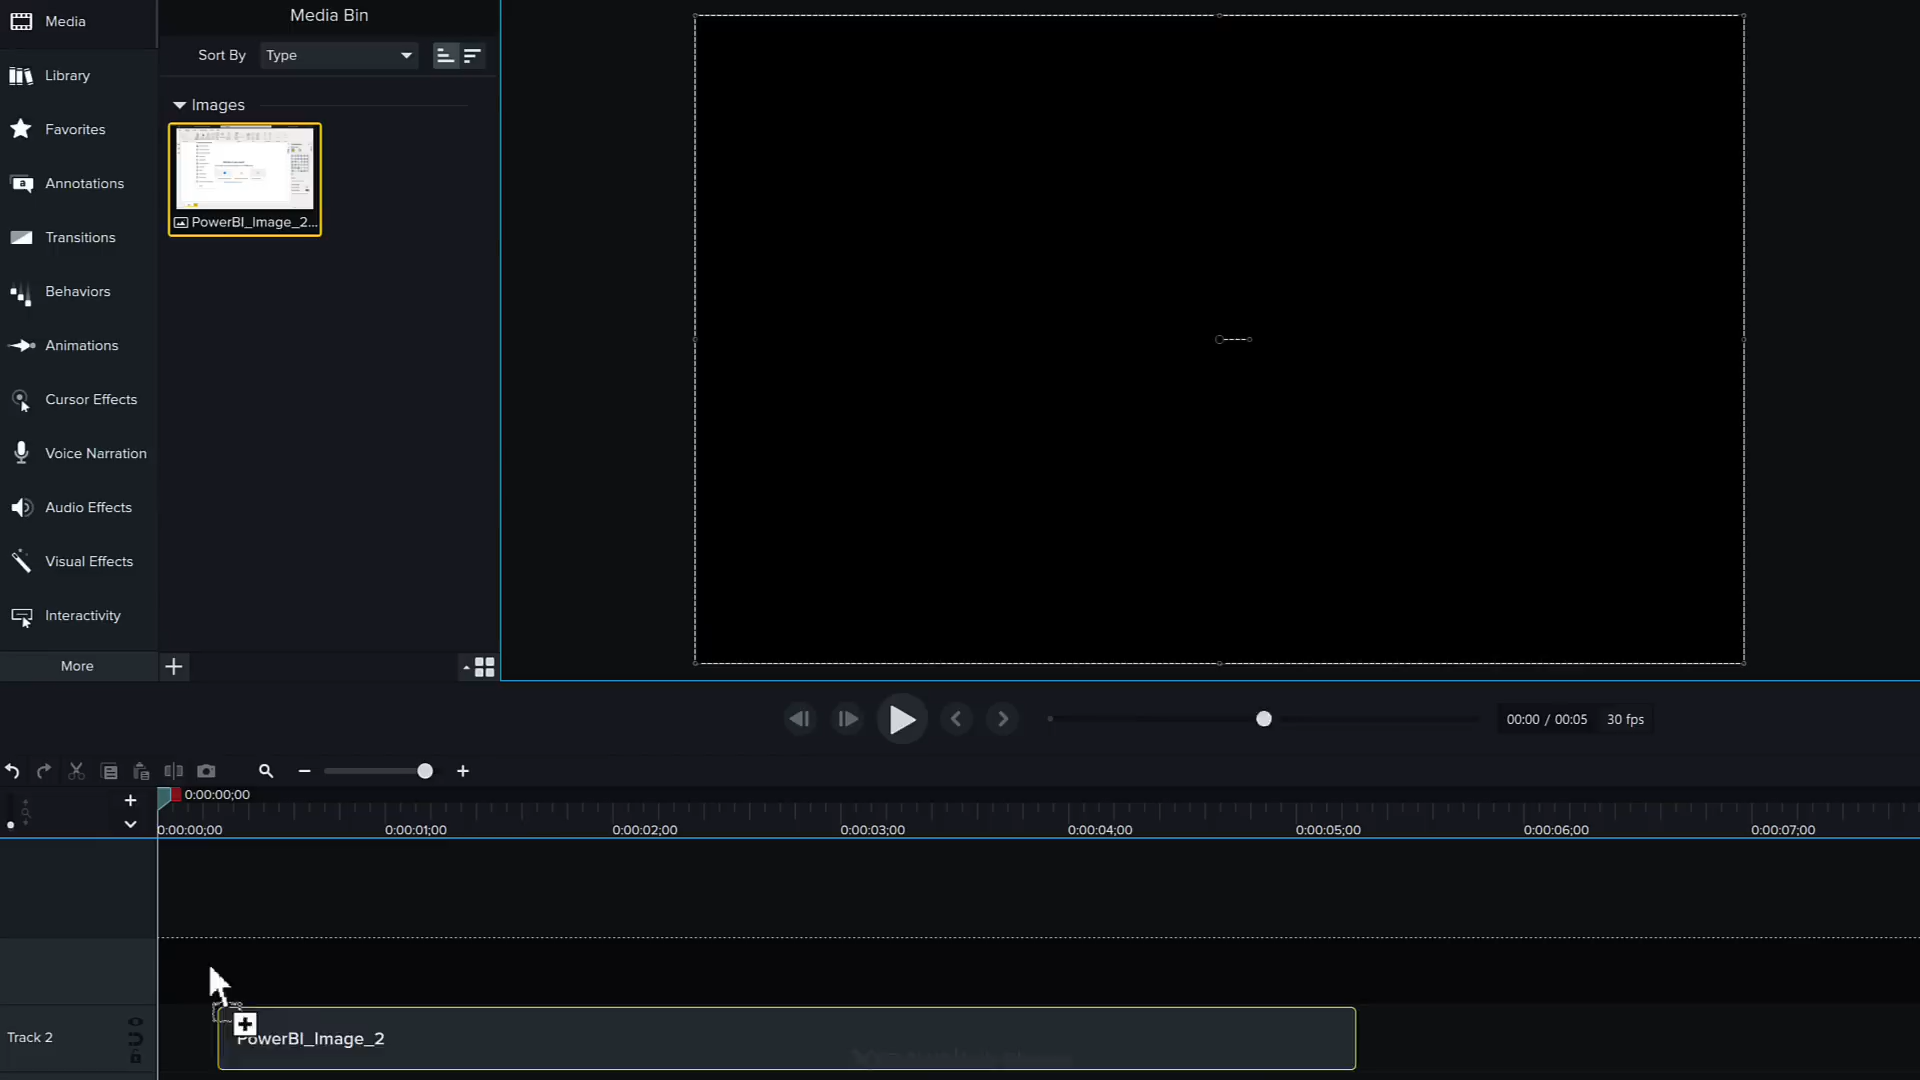 Media
Media Bin
Sort By
Type
Library
Images
Favorites
PowerBI_Image_2...
Annotations
Transitions
Behaviors
Animations
Cursor Effects
Voice Narration
Audio Effects
Visual Effects
Interactivity
More
00:00 / 00:05
30 fps
0:00:00;00
0:00:00;00
0:00:01;00
0:00:02;00
0:00:03;00
0:00:04;00
0:00:05;00
0:00:06;00
0:00:07;00
Track 2
PowerBI_Image_2